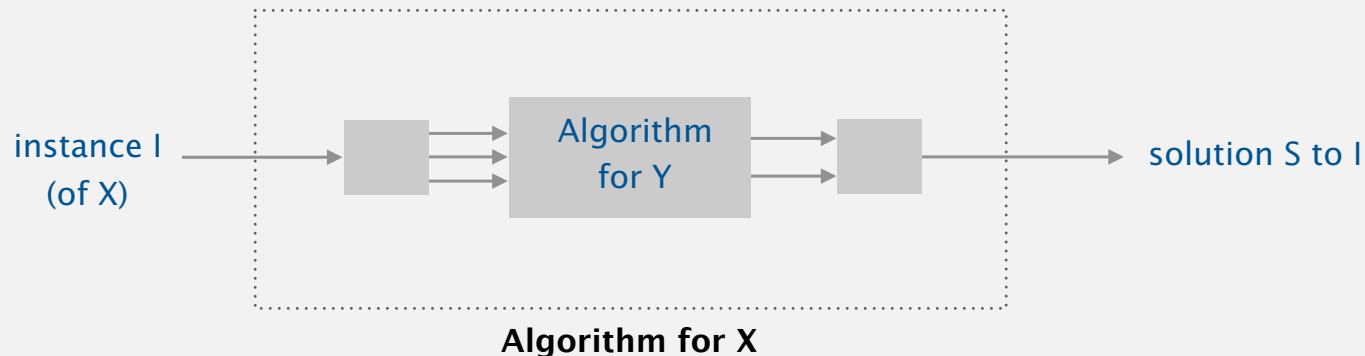 instance I
(of X)
Algorithm
for Y
solution S to I
Algorithm for X